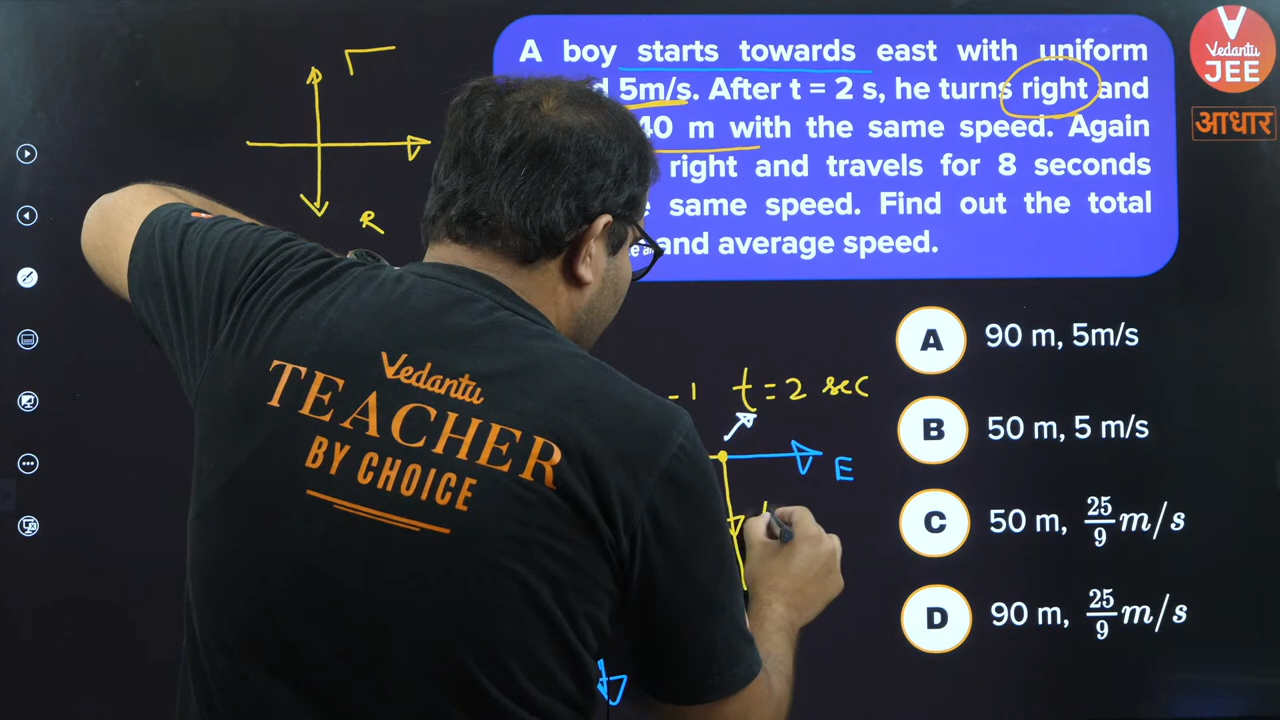 A boy starts towards east with uniform
5m/s. After t = 2 s, he turns right and
40 m with the same speed. Again
right and travels for 8 seconds
same speed. Find out the total
and average speed.
Vedantu
JEE
आधार
R
A 90 m, 5m/s
B 50 m, 5 m/s
C 50 m, 25/9 m/s
D 90 m, 25/9 m/s
-1 t = 2 sec
E
Vedantu
TEACHER
BY CHOICE